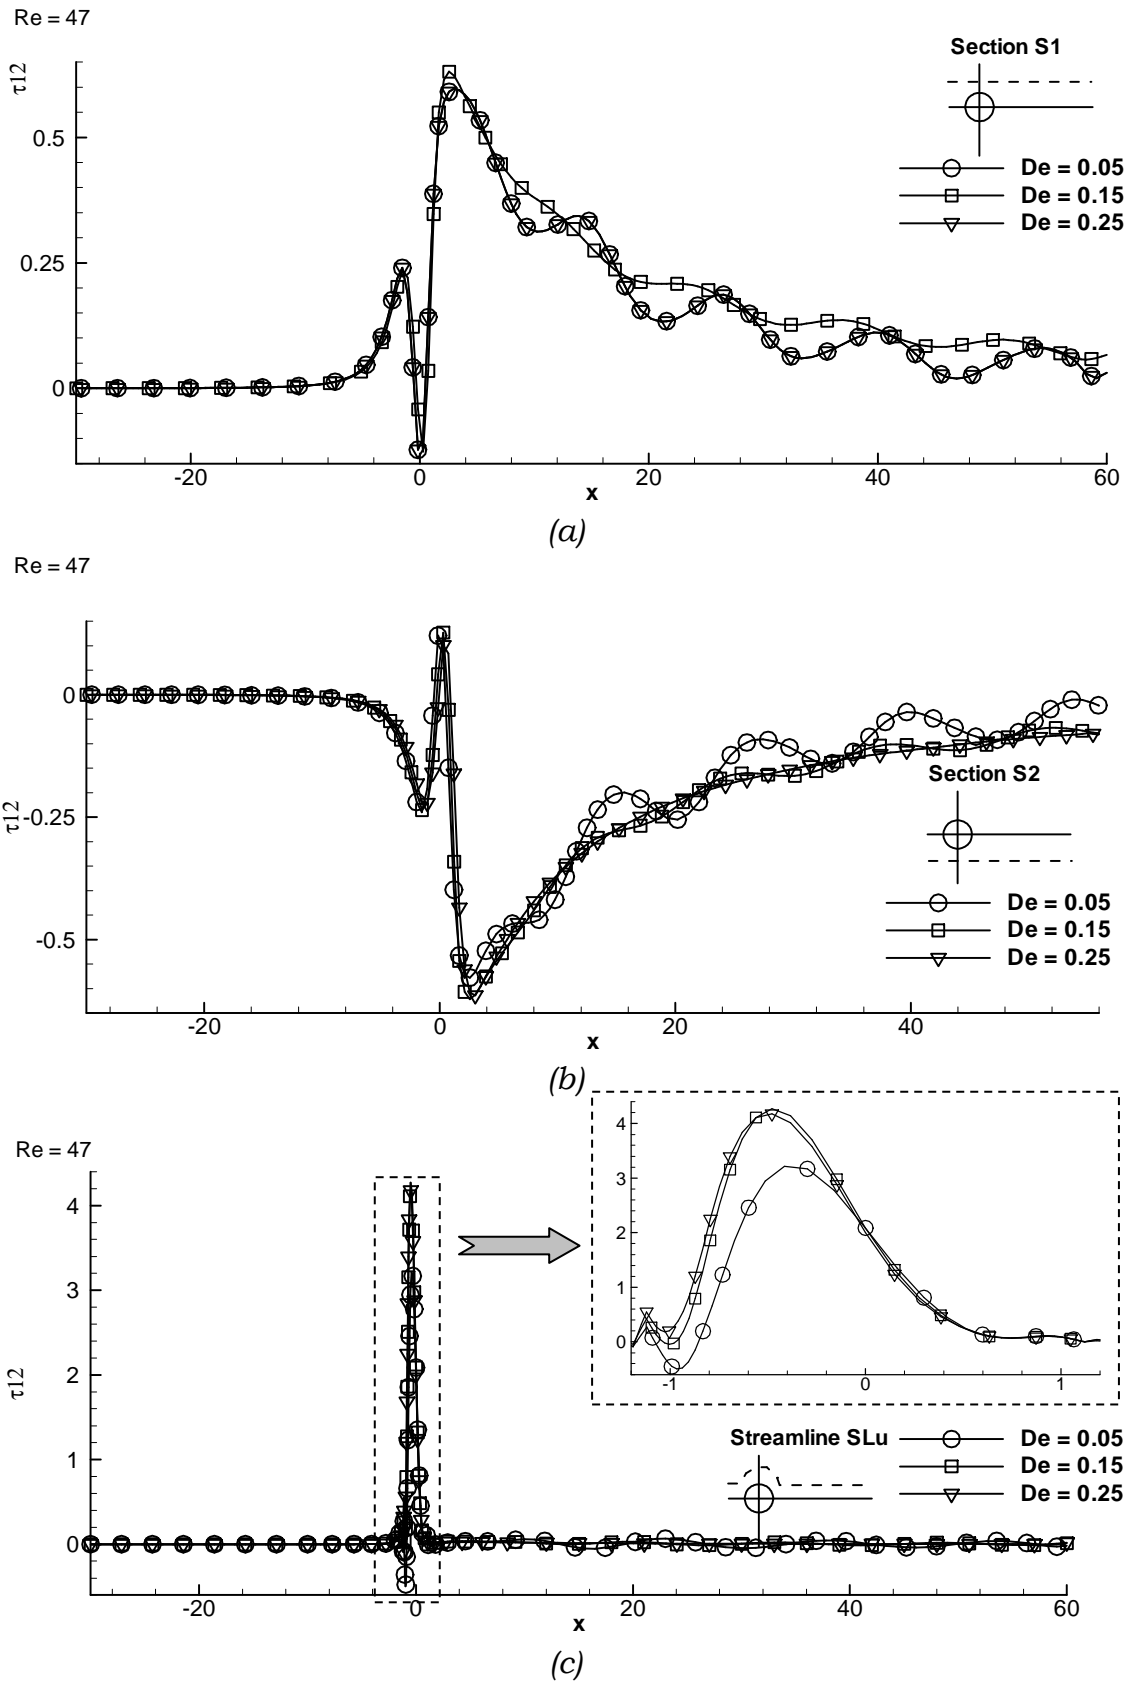 Re = 47
Section S1
τ12
0.5
De = 0.05
De = 0.15
De = 0.25
0.25
0
-20 0 20 40 60
x
(a)
Re = 47
0
τ12
-0.25
Section S2
De = 0.05
-0.5
De = 0.15
De = 0.25
-20 0 20 40
x
(b)
Re = 47
4
3
2
1
0
-1 0 1
4
3
2
τ12
1
0
Streamline SLu
De = 0.05
De = 0.15
De = 0.25
-20 0 20 40 60
x
(c)